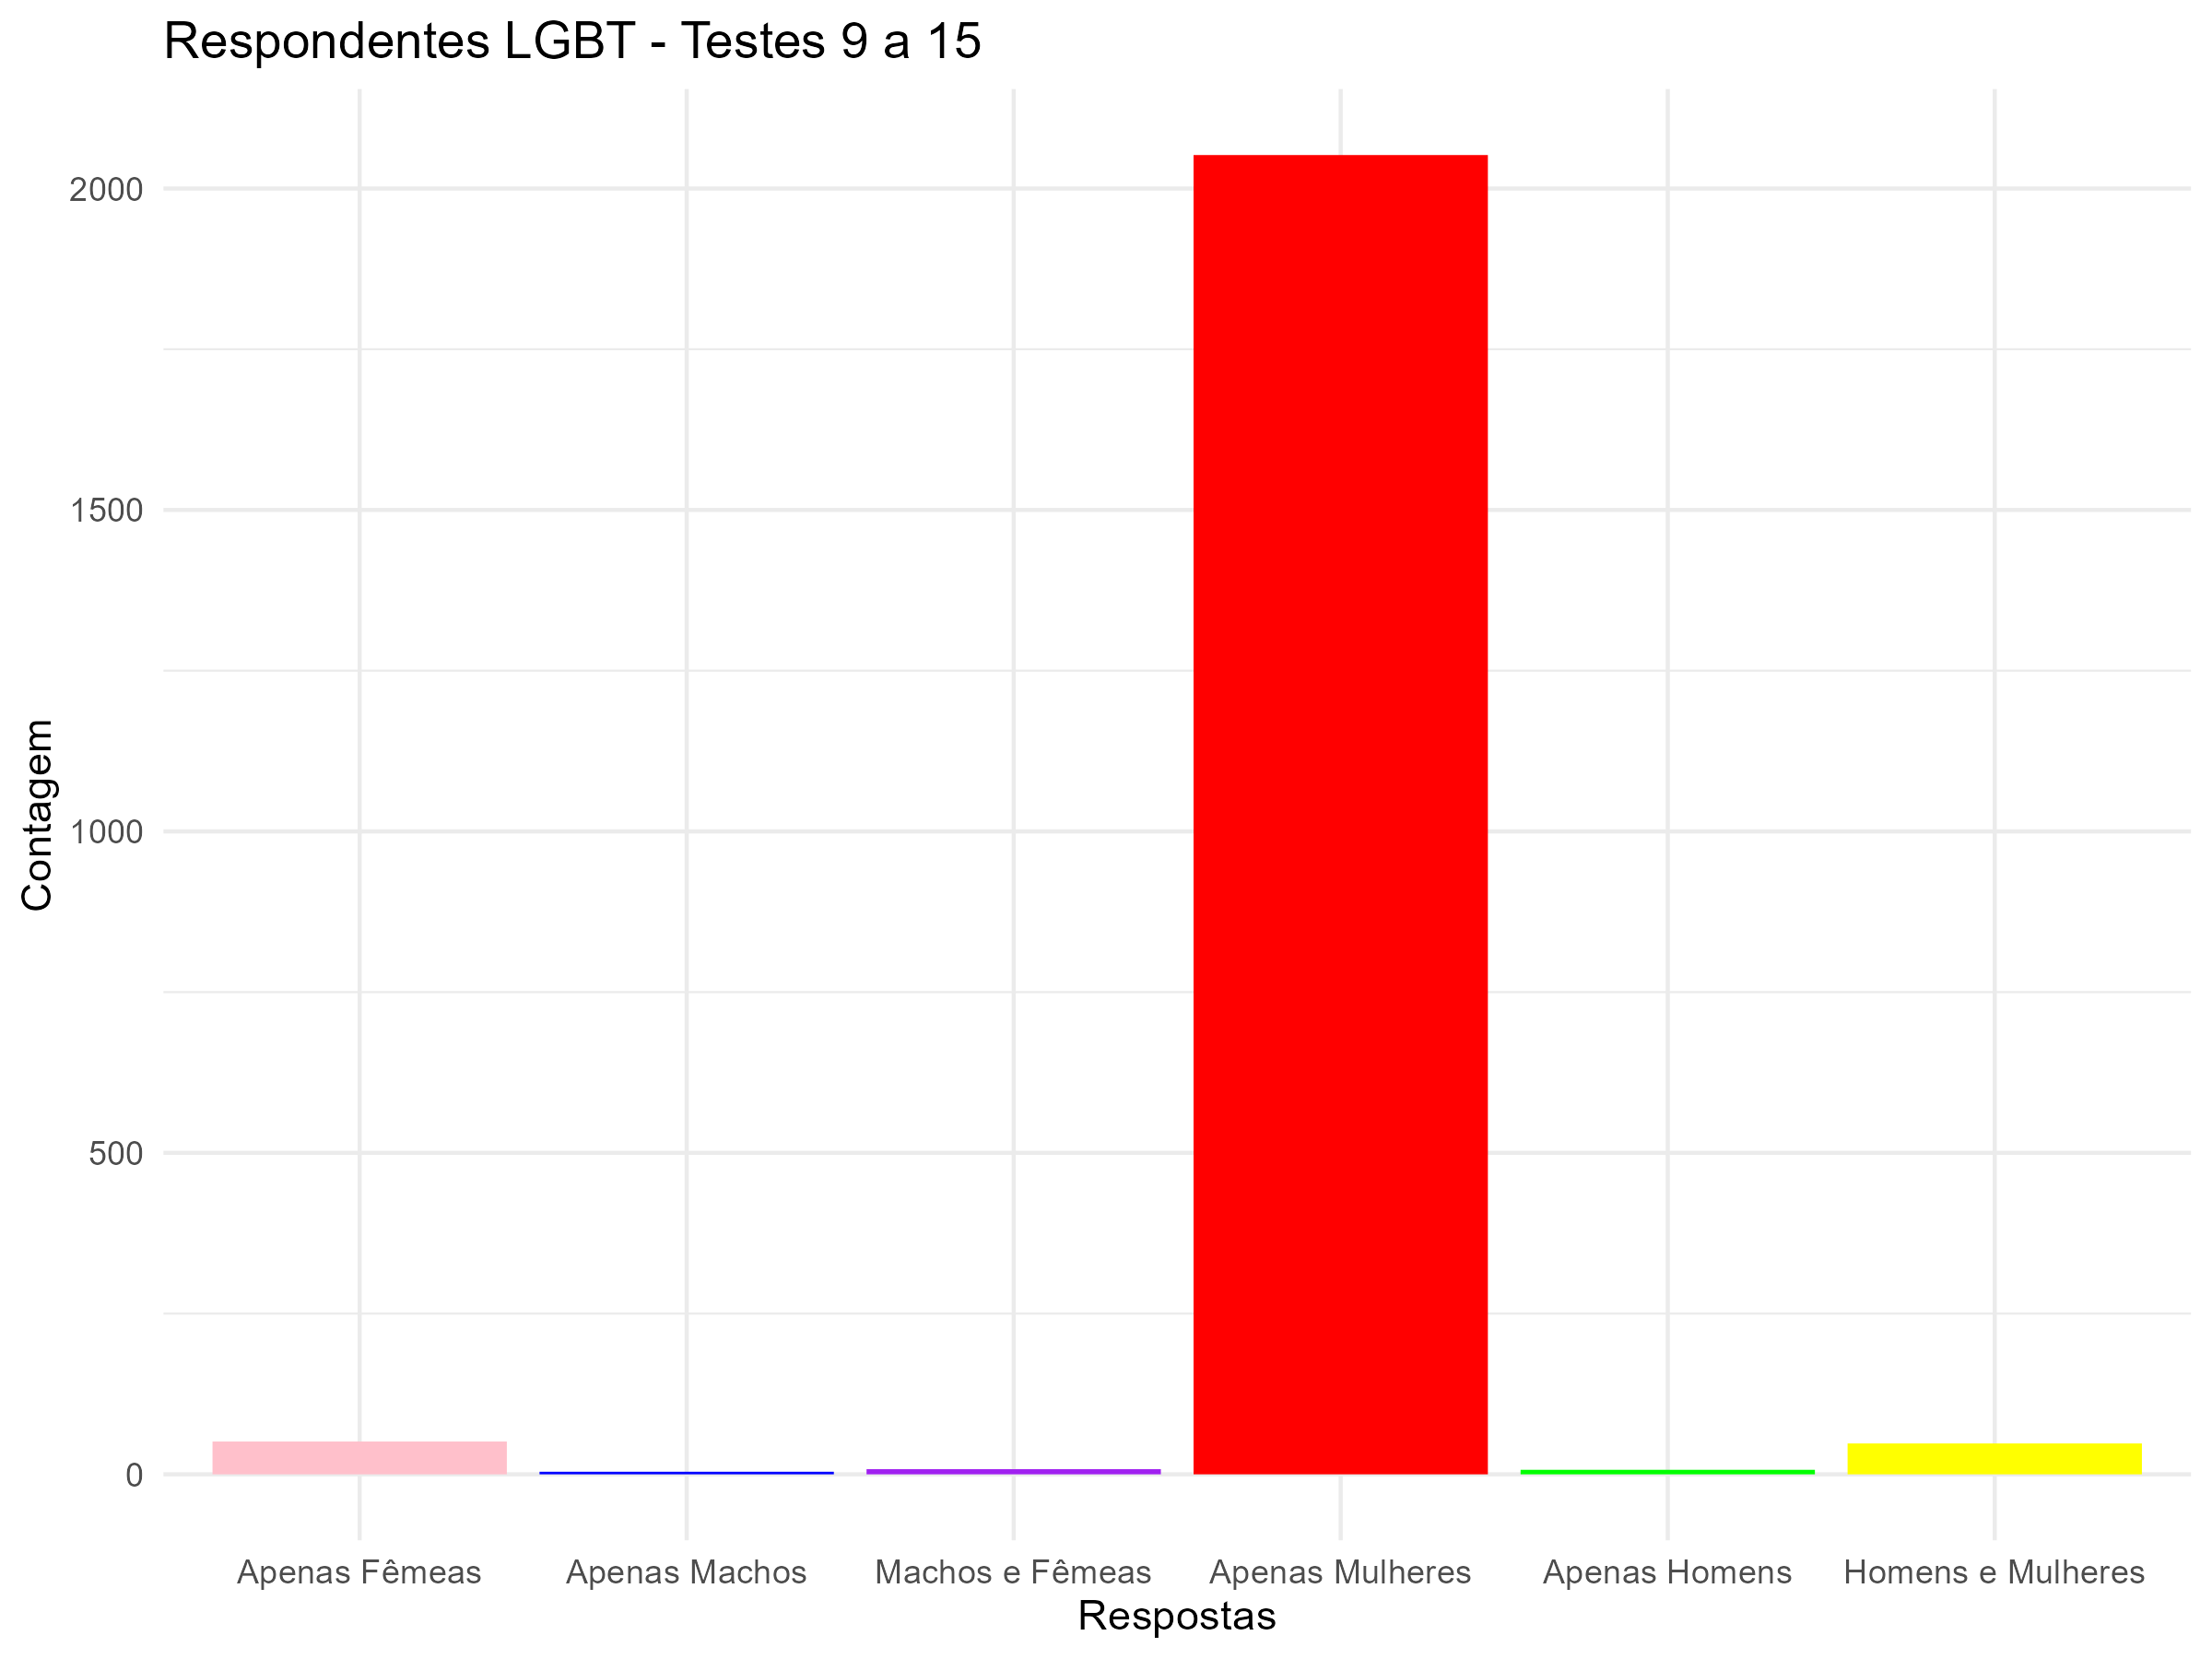 Respondentes LGBT - Testes 9 a 15
Contagem
2000
1500
1000
500
0
Apenas Fêmeas
Apenas Machos
Machos e Fêmeas
Apenas Mulheres
Apenas Homens
Homens e Mulheres
Respostas